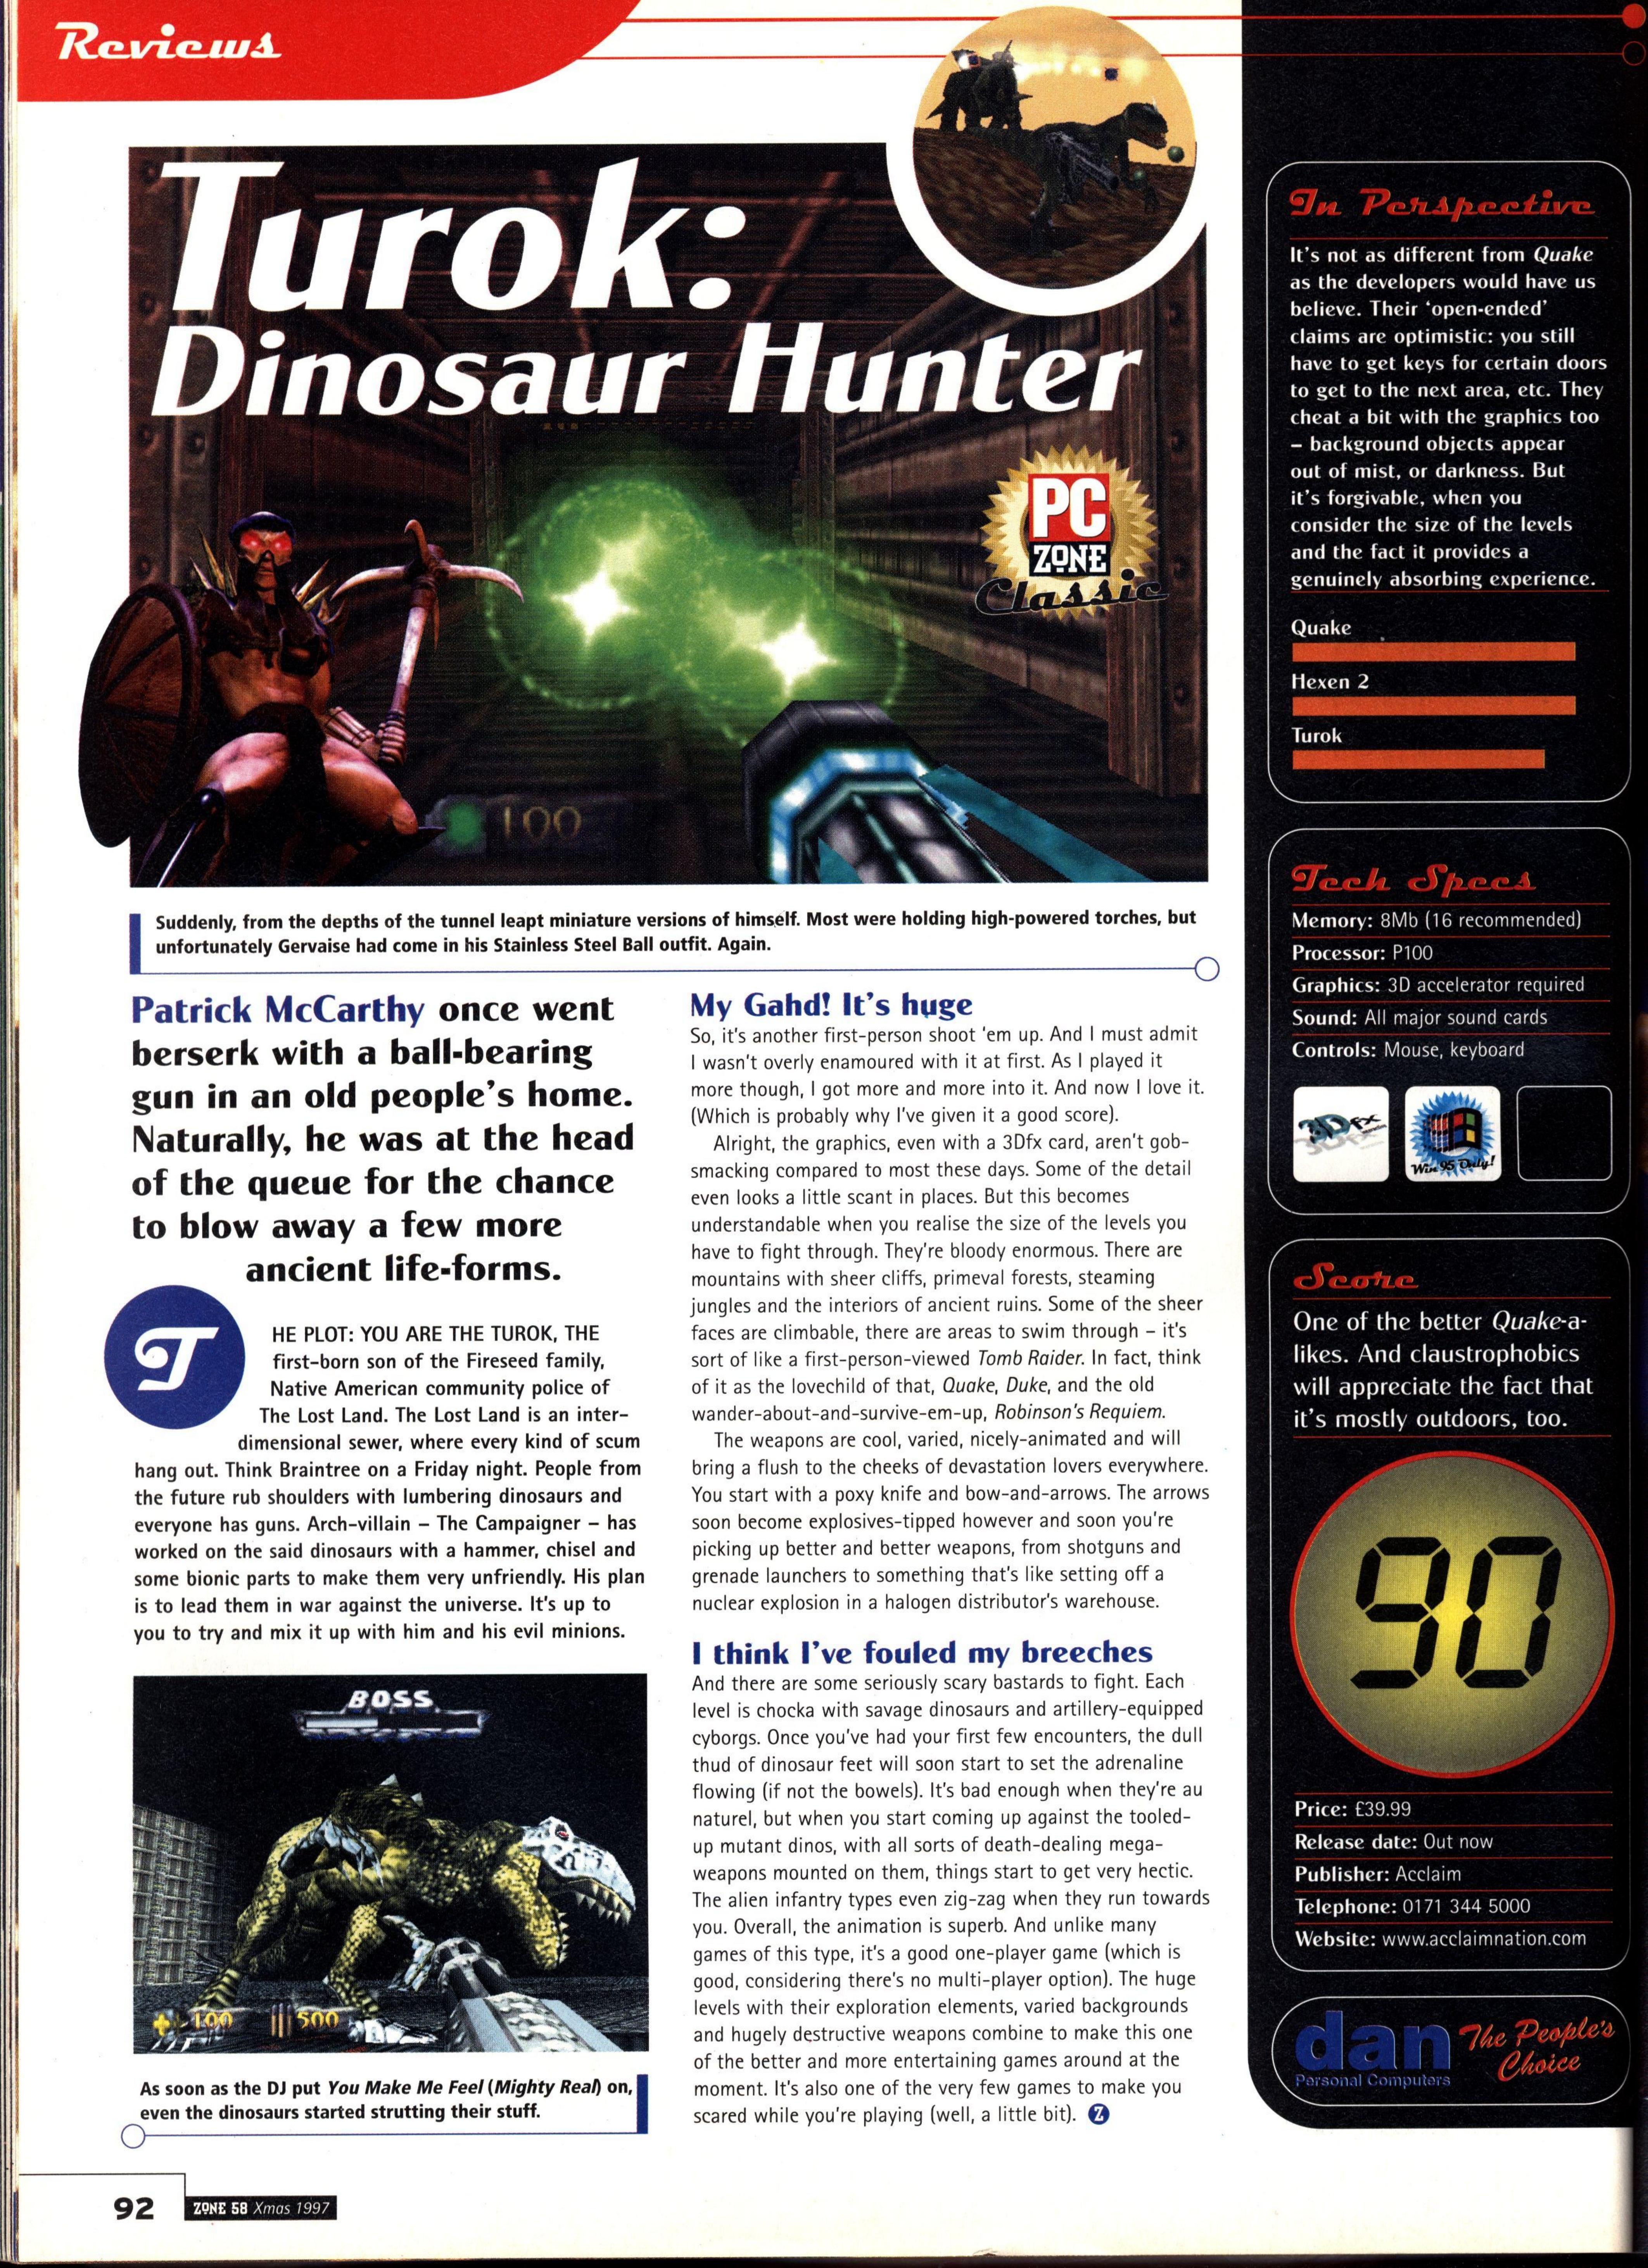 Reviews
Turok:
Dinosaur Hunter
PC
ZONE
Classic
100
Suddenly, from the depths of the tunnel leapt miniature versions of himself. Most were holding high-powered torches, but
unfortunately Gervaise had come in his Stainless Steel Ball outfit. Again.
Patrick McCarthy once went
berserk with a ball-bearing
gun in an old people's home.
Naturally, he was at the head
of the queue for the chance
to blow away a few more
ancient life-forms.
THE PLOT: YOU ARE THE TUROK, THE
first-born son of the Fireseed family,
Native American community police of
The Lost Land. The Lost Land is an inter-
dimensional sewer, where every kind of scum
hang out. Think Braintree on a Friday night. People from
the future rub shoulders with lumbering dinosaurs and
everyone has guns. Arch-villain – The Campaigner – has
worked on the said dinosaurs with a hammer, chisel and
some bionic parts to make them very unfriendly. His plan
is to lead them in war against the universe. It's up to
you to try and mix it up with him and his evil minions.
BOSS
100
500
As soon as the DJ put You Make Me Feel (Mighty Real) on,
even the dinosaurs started strutting their stuff.
My Gahd! It's huge
So, it's another first-person shoot 'em up. And I must admit
I wasn't overly enamoured with it at first. As I played it
more though, I got more and more into it. And now I love it.
(Which is probably why I've given it a good score).
Alright, the graphics, even with a 3Dfx card, aren't gob-
smacking compared to most these days. Some of the detail
even looks a little scant in places. But this becomes
understandable when you realise the size of the levels you
have to fight through. They're bloody enormous. There are
mountains with sheer cliffs, primeval forests, steaming
jungles and the interiors of ancient ruins. Some of the sheer
faces are climbable, there are areas to swim through – it's
sort of like a first-person-viewed Tomb Raider. In fact, think
of it as the lovechild of that, Quake, Duke, and the old
wander-about-and-survive-em-up, Robinson's Requiem.
The weapons are cool, varied, nicely-animated and will
bring a flush to the cheeks of devastation lovers everywhere.
You start with a poxy knife and bow-and-arrows. The arrows
soon become explosives-tipped however and soon you're
picking up better and better weapons, from shotguns and
grenade launchers to something that's like setting off a
nuclear explosion in a halogen distributor's warehouse.
I think I've fouled my breeches
And there are some seriously scary bastards to fight. Each
level is chocka with savage dinosaurs and artillery-equipped
cyborgs. Once you've had your first few encounters, the dull
thud of dinosaur feet will soon start to set the adrenaline
flowing (if not the bowels). It's bad enough when they're au
naturel, but when you start coming up against the tooled-
up mutant dinos, with all sorts of death-dealing mega-
weapons mounted on them, things start to get very hectic.
The alien infantry types even zig-zag when they run towards
you. Overall, the animation is superb. And unlike many
games of this type, it's a good one-player game (which is
good, considering there's no multi-player option). The huge
levels with their exploration elements, varied backgrounds
and hugely destructive weapons combine to make this one
of the better and more entertaining games around at the
moment. It's also one of the very few games to make you
scared while you're playing (well, a little bit). Z
In Perspective
It's not as different from Quake
as the developers would have us
believe. Their 'open-ended'
claims are optimistic: you still
have to get keys for certain doors
to get to the next area, etc. They
cheat a bit with the graphics too
– background objects appear
out of mist, or darkness. But
it's forgivable, when you
consider the size of the levels
and the fact it provides a
genuinely absorbing experience.
Quake
Hexen 2
Turok
Tech Specs
Memory: 8Mb (16 recommended)
Processor: P100
Graphics: 3D accelerator required
Sound: All major sound cards
Controls: Mouse, keyboard
3Dfx
Win 95 Only!
Score
One of the better Quake-a-
likes. And claustrophobics
will appreciate the fact that
it's mostly outdoors, too.
90
Price: £39.99
Release date: Out now
Publisher: Acclaim
Telephone: 0171 344 5000
Website: www.acclaimnation.com
dan
Personal Computers
The People's
Choice
92
ZONE 58 Xmas 1997